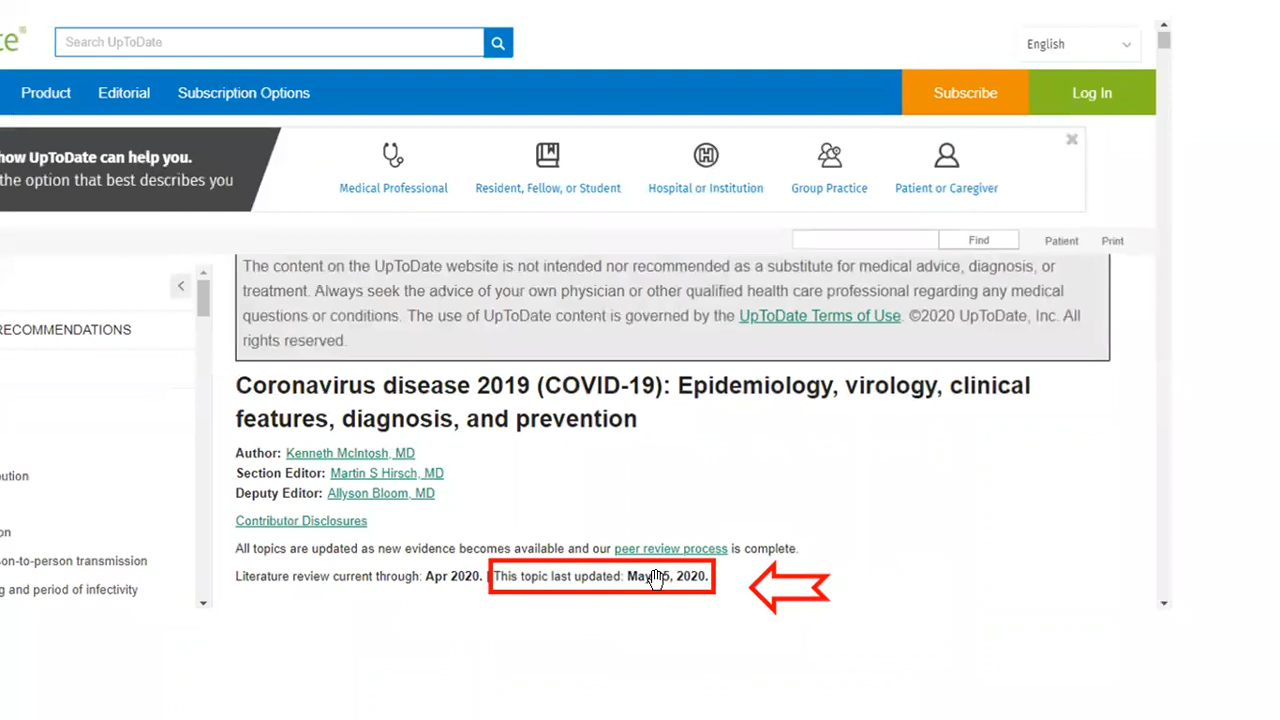 te®
Search UpToDate
English
Product Editorial Subscription Options
Subscribe
Log In
how UpToDate can help you.
the option that best describes you
Medical Professional
Resident, Fellow, or Student
Hospital or Institution
Group Practice
Patient or Caregiver
Find
Patient
Print
RECOMMENDATIONS
bution
on
son-to-person transmission
ng and period of infectivity
The content on the UpToDate website is not intended nor recommended as a substitute for medical advice, diagnosis, or
treatment. Always seek the advice of your own physician or other qualified health care professional regarding any medical
questions or conditions. The use of UpToDate content is governed by the UpToDate Terms of Use. ©2020 UpToDate, Inc. All
rights reserved.
Coronavirus disease 2019 (COVID-19): Epidemiology, virology, clinical
features, diagnosis, and prevention
Author: Kenneth McIntosh, MD
Section Editor: Martin S Hirsch, MD
Deputy Editor: Allyson Bloom, MD
Contributor Disclosures
All topics are updated as new evidence becomes available and our peer review process is complete.
Literature review current through: Apr 2020. | This topic last updated: May 2020.